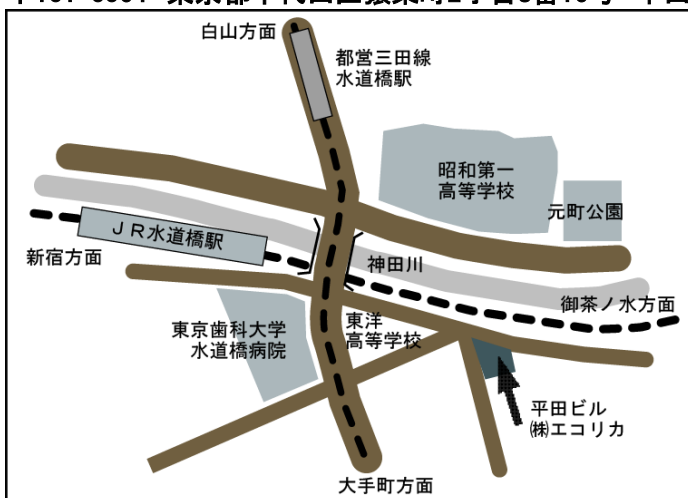 白山方面
都営三田線
水道橋駅
昭和第一
高等学校
元町公園
ＪＲ水道橋駅
新宿方面
神田川
御茶ノ水方面
東京歯科大学
水道橋病院
東洋
高等学校
平田ビル
㈱エコリカ
大手町方面